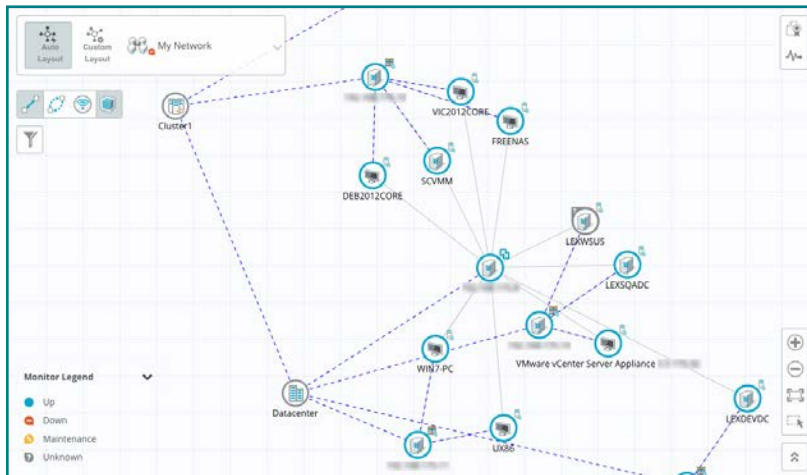 Auto
Layout
Custom
Layout
My Network
Cluster1
VIC2012CORE
FREENAS
SCVMM
DEB2012CORE
LEXWSUS
LEXSQADC
WIN7-PC
VMware vCenter Server Appliance
Datacenter
UX86
LEXDEVDC
Monitor Legend
Up
Down
Maintenance
Unknown